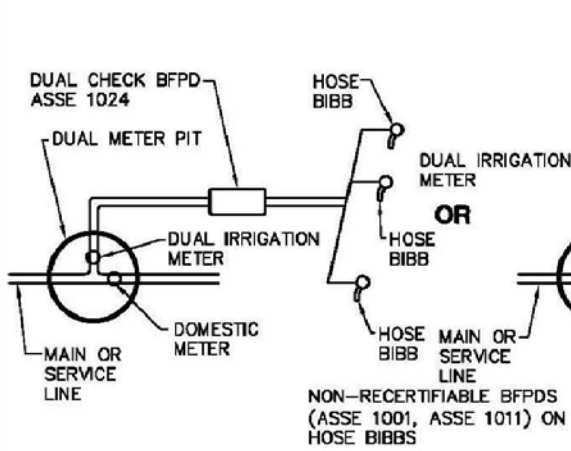 DUAL CHECK BFPD
ASSE 1024
HOSE
BIBB
DUAL METER PIT
DUAL IRRIGATION
METER
OR
DUAL IRRIGATION
METER
HOSE
BIBB
DOMESTIC
METER
MAIN OR
SERVICE
LINE
HOSE
BIBB
MAIN OR
SERVICE
LINE
NON-RECERTIFIABLE BFPDS
(ASSE 1001, ASSE 1011) ON
HOSE BIBBS